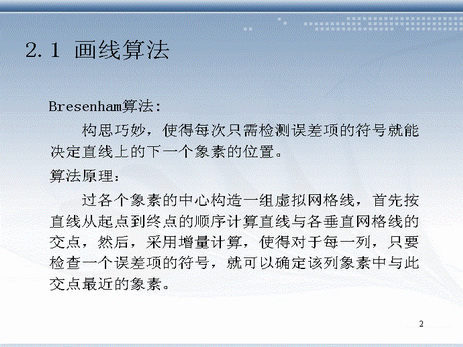 2.1 画线算法
Bresenham算法:
构思巧妙，使得每次只需检测误差项的符号就能
决定直线上的下一个象素的位置。
算法原理：
过各个象素的中心构造一组虚拟网格线，首先按
直线从起点到终点的顺序计算直线与各垂直网格线的
交点，然后，采用增量计算，使得对于每一列，只要
检查一个误差项的符号，就可以确定该列象素中与此
交点最近的象素。
2